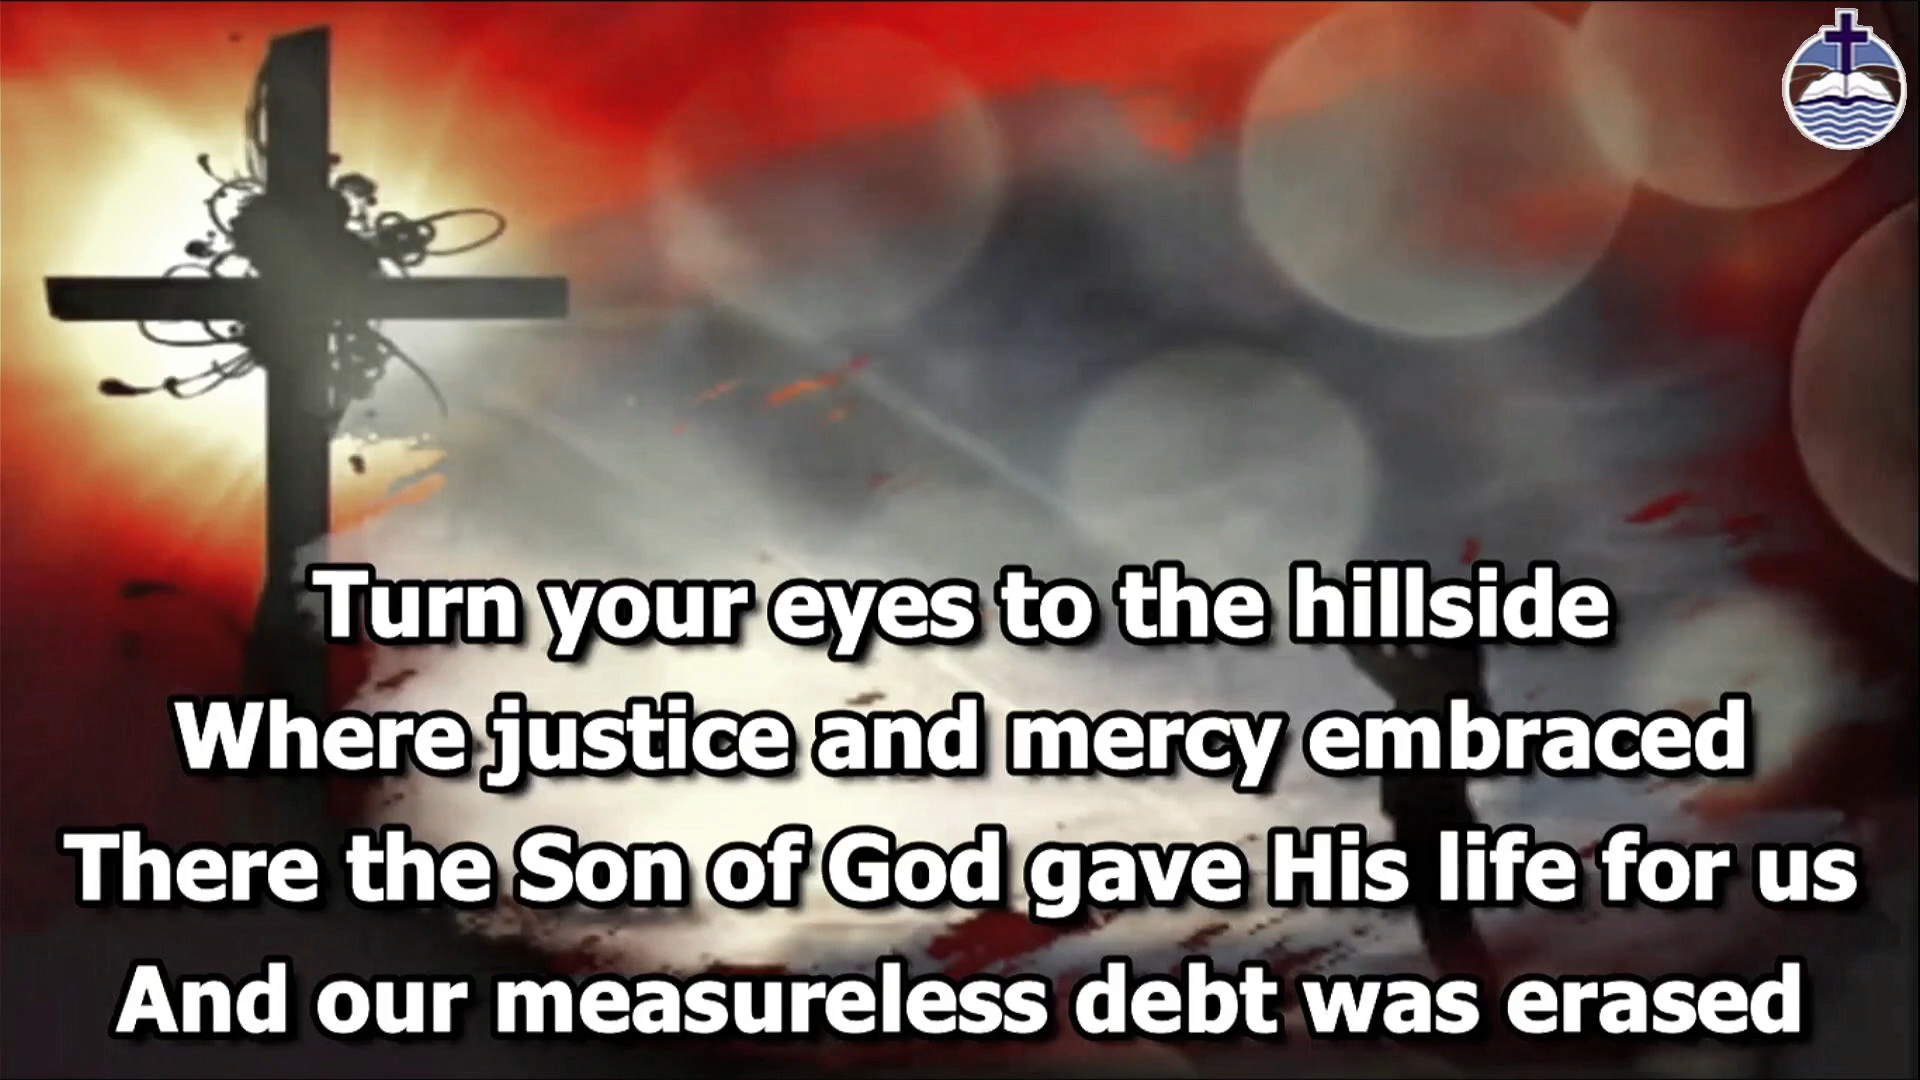 Turn your eyes to the hillside
Where justice and mercy embraced
There the Son of God gave His life for us
And our measureless debt was erased